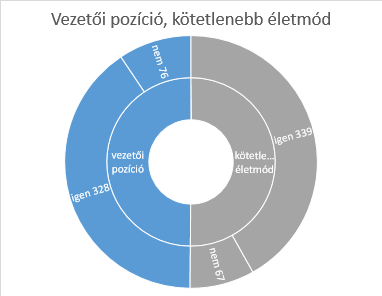 Vezetői pozíció, kötetlenebb életmód
nem 76
igen 339
vezetői
pozíció
kötetle...
életmód
igen 328
nem 67